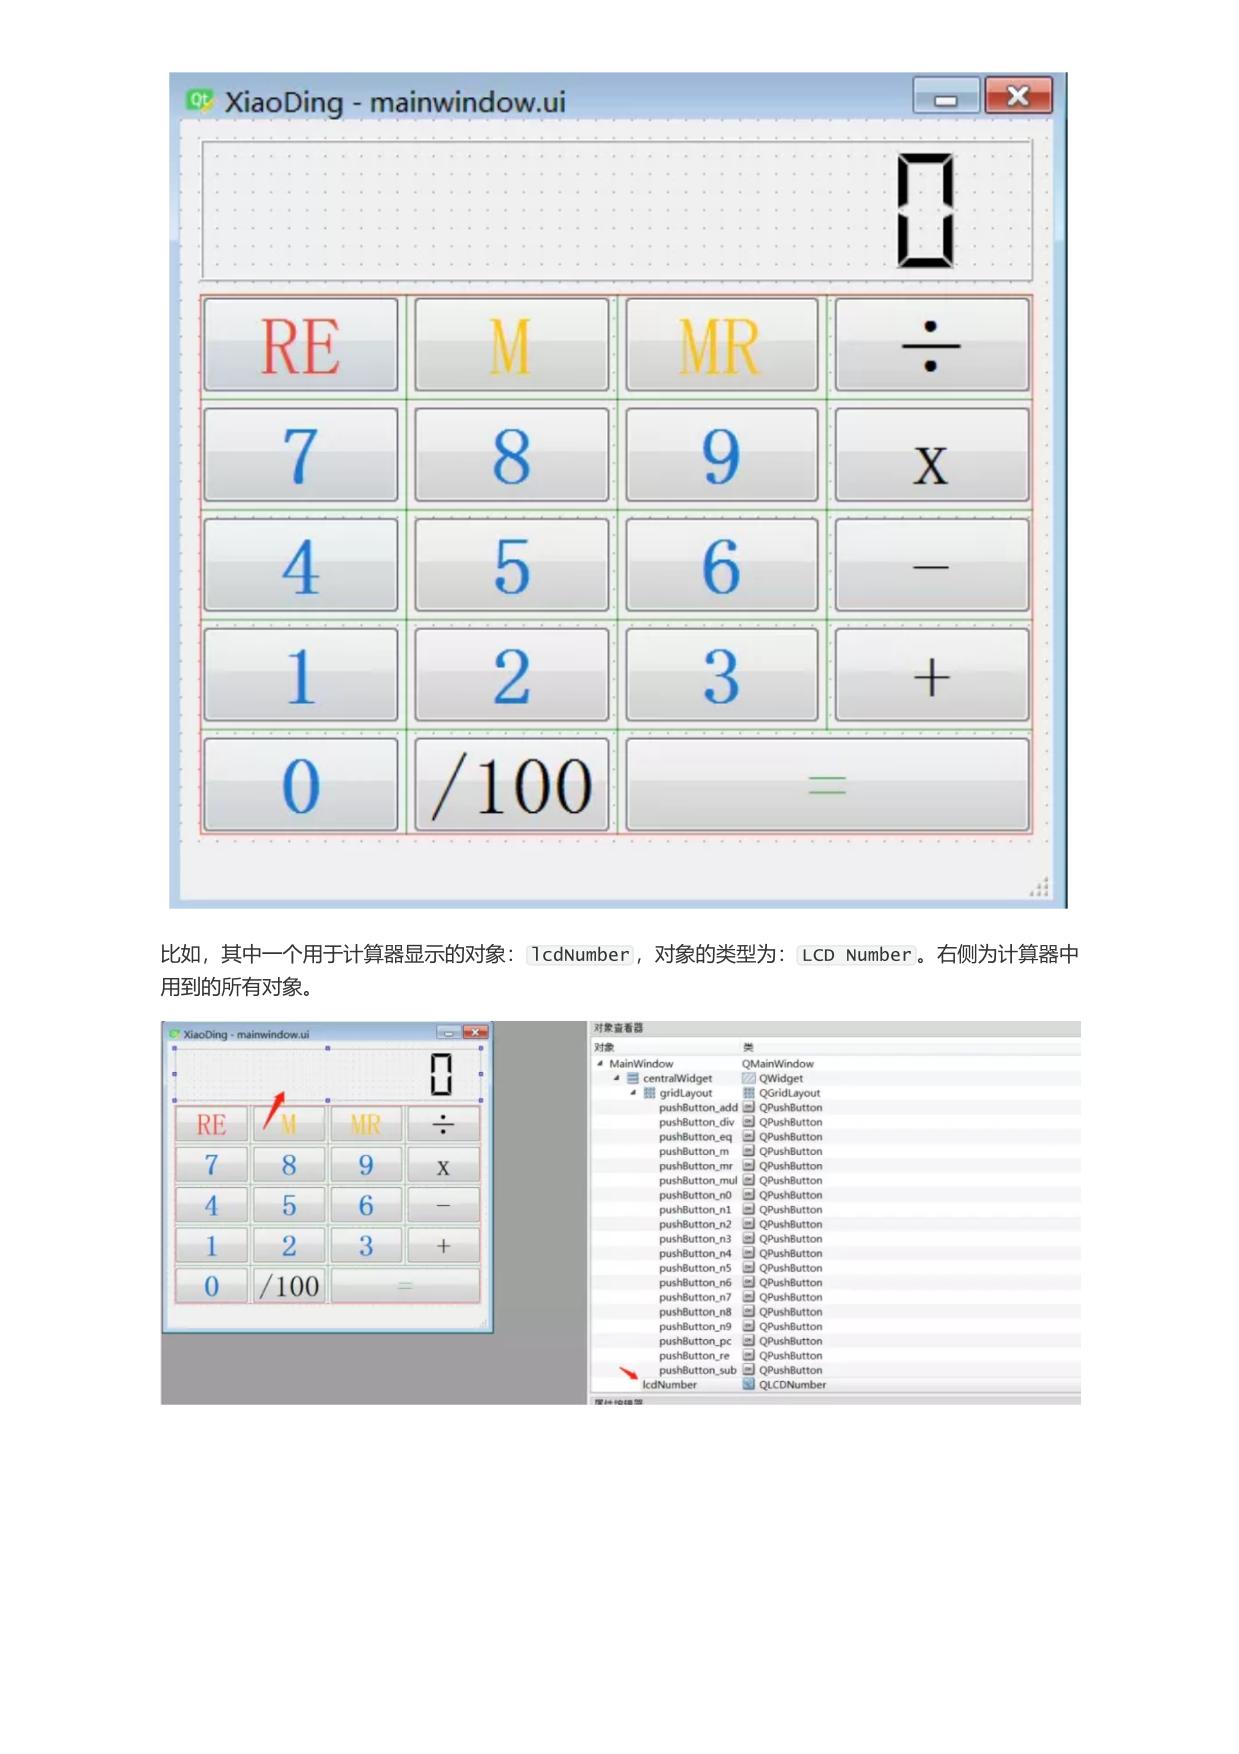 XiaoDing - mainwindow.ui
0
RE M MR ÷
7 8 9 x
4 5 6 −
1 2 3 +
0 /100 =
比如，其中一个用于计算器显示的对象：lcdNumber，对象的类型为：LCD Number。右侧为计算器中
用到的所有对象。
XiaoDing - mainwindow.ui
0
RE M MR ÷
7 8 9 x
4 5 6 −
1 2 3 +
0 /100 =
对象查看器
对象 类
MainWindow QMainWindow
centralWidget QWidget
gridLayout QGridLayout
pushButton_add QPushButton
pushButton_div QPushButton
pushButton_eq QPushButton
pushButton_m QPushButton
pushButton_mr QPushButton
pushButton_mul QPushButton
pushButton_n0 QPushButton
pushButton_n1 QPushButton
pushButton_n2 QPushButton
pushButton_n3 QPushButton
pushButton_n4 QPushButton
pushButton_n5 QPushButton
pushButton_n6 QPushButton
pushButton_n7 QPushButton
pushButton_n8 QPushButton
pushButton_n9 QPushButton
pushButton_pc QPushButton
pushButton_re QPushButton
pushButton_sub QPushButton
lcdNumber QLCDNumber